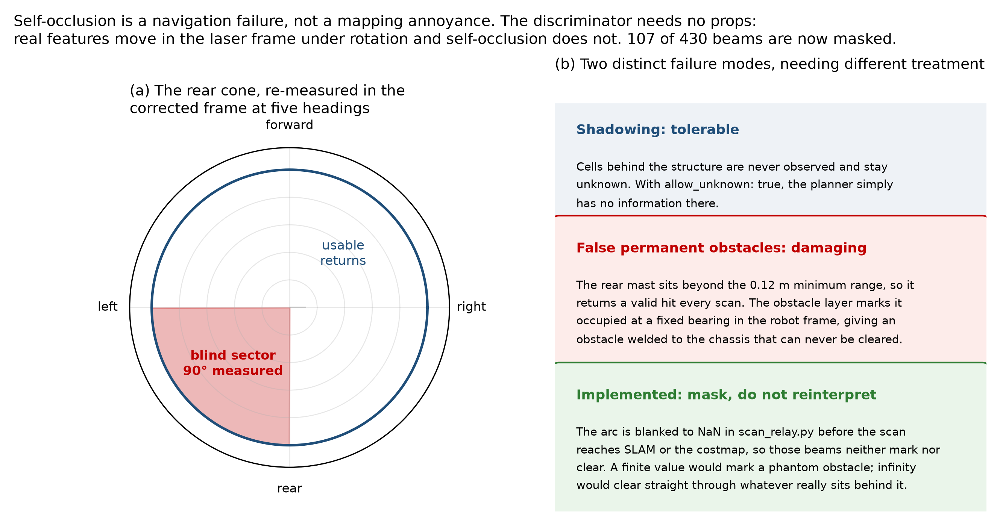 Self-occlusion is a navigation failure, not a mapping annoyance. The discriminator needs no props:
real features move in the laser frame under rotation and self-occlusion does not. 107 of 430 beams are now masked.
(a) The rear cone, re-measured in the
corrected frame at five headings
forward
left
right
usable
returns
blind sector
90° measured
rear
(b) Two distinct failure modes, needing different treatment
Shadowing: tolerable
Cells behind the structure are never observed and stay
unknown. With allow_unknown: true, the planner simply
has no information there.
False permanent obstacles: damaging
The rear mast sits beyond the 0.12 m minimum range, so it
returns a valid hit every scan. The obstacle layer marks it
occupied at a fixed bearing in the robot frame, giving an
obstacle welded to the chassis that can never be cleared.
Implemented: mask, do not reinterpret
The arc is blanked to NaN in scan_relay.py before the scan
reaches SLAM or the costmap, so those beams neither mark nor
clear. A finite value would mark a phantom obstacle; infinity
would clear straight through whatever really sits behind it.